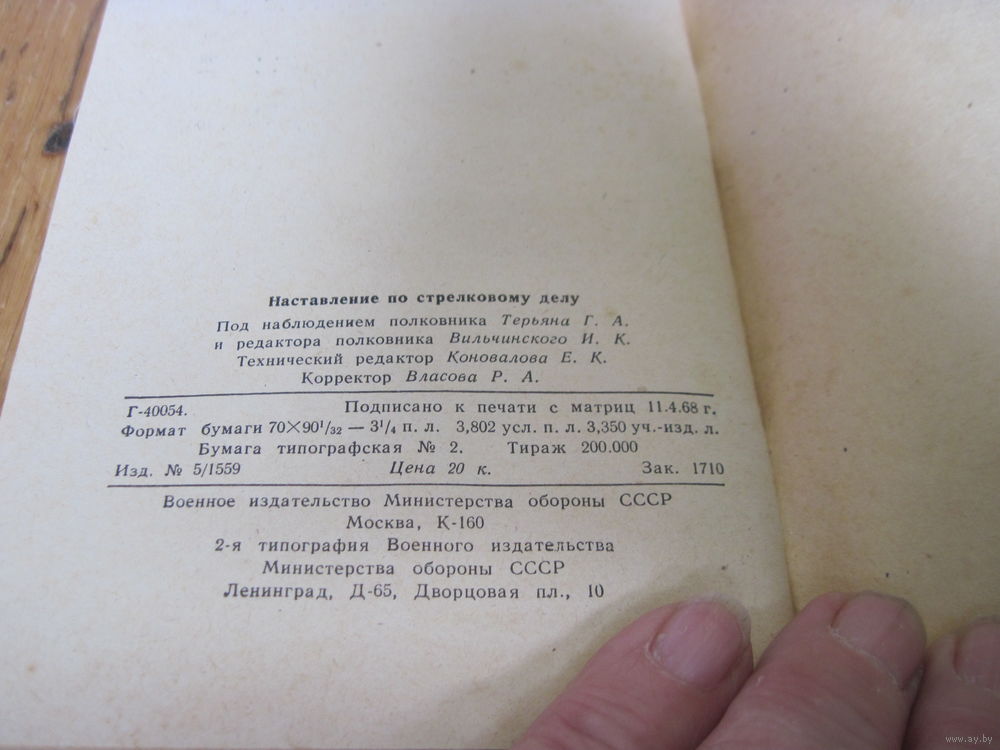 Наставление по стрелковому делу
Под наблюдением полковника Терьяна Г. А.
и редактора полковника Вильчинского И. К.
Технический редактор Коновалова Е. К.
Корректор Власова Р. А.
Г-40054. Подписано к печати с матриц 11.4.68 г.
Формат бумаги 70×90¹/₃₂ — 3¹/₄ п. л. 3,802 усл. п. л. 3,350 уч.-изд. л.
Бумага типографская № 2. Тираж 200.000
Изд. № 5/1559 Цена 20 к. Зак. 1710
Военное издательство Министерства обороны СССР
Москва, К-160
2-я типография Военного издательства
Министерства обороны СССР
Ленинград, Д-65, Дворцовая пл., 10
www.ay.by